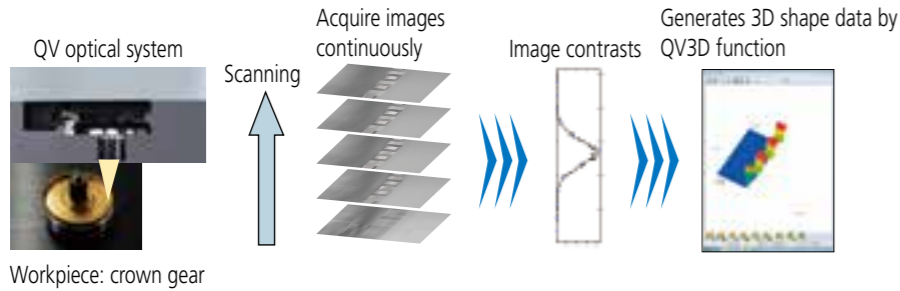 QV optical system
Scanning
Acquire images
continuously
Image contrasts
Generates 3D shape data by
QV3D function
Workpiece: crown gear